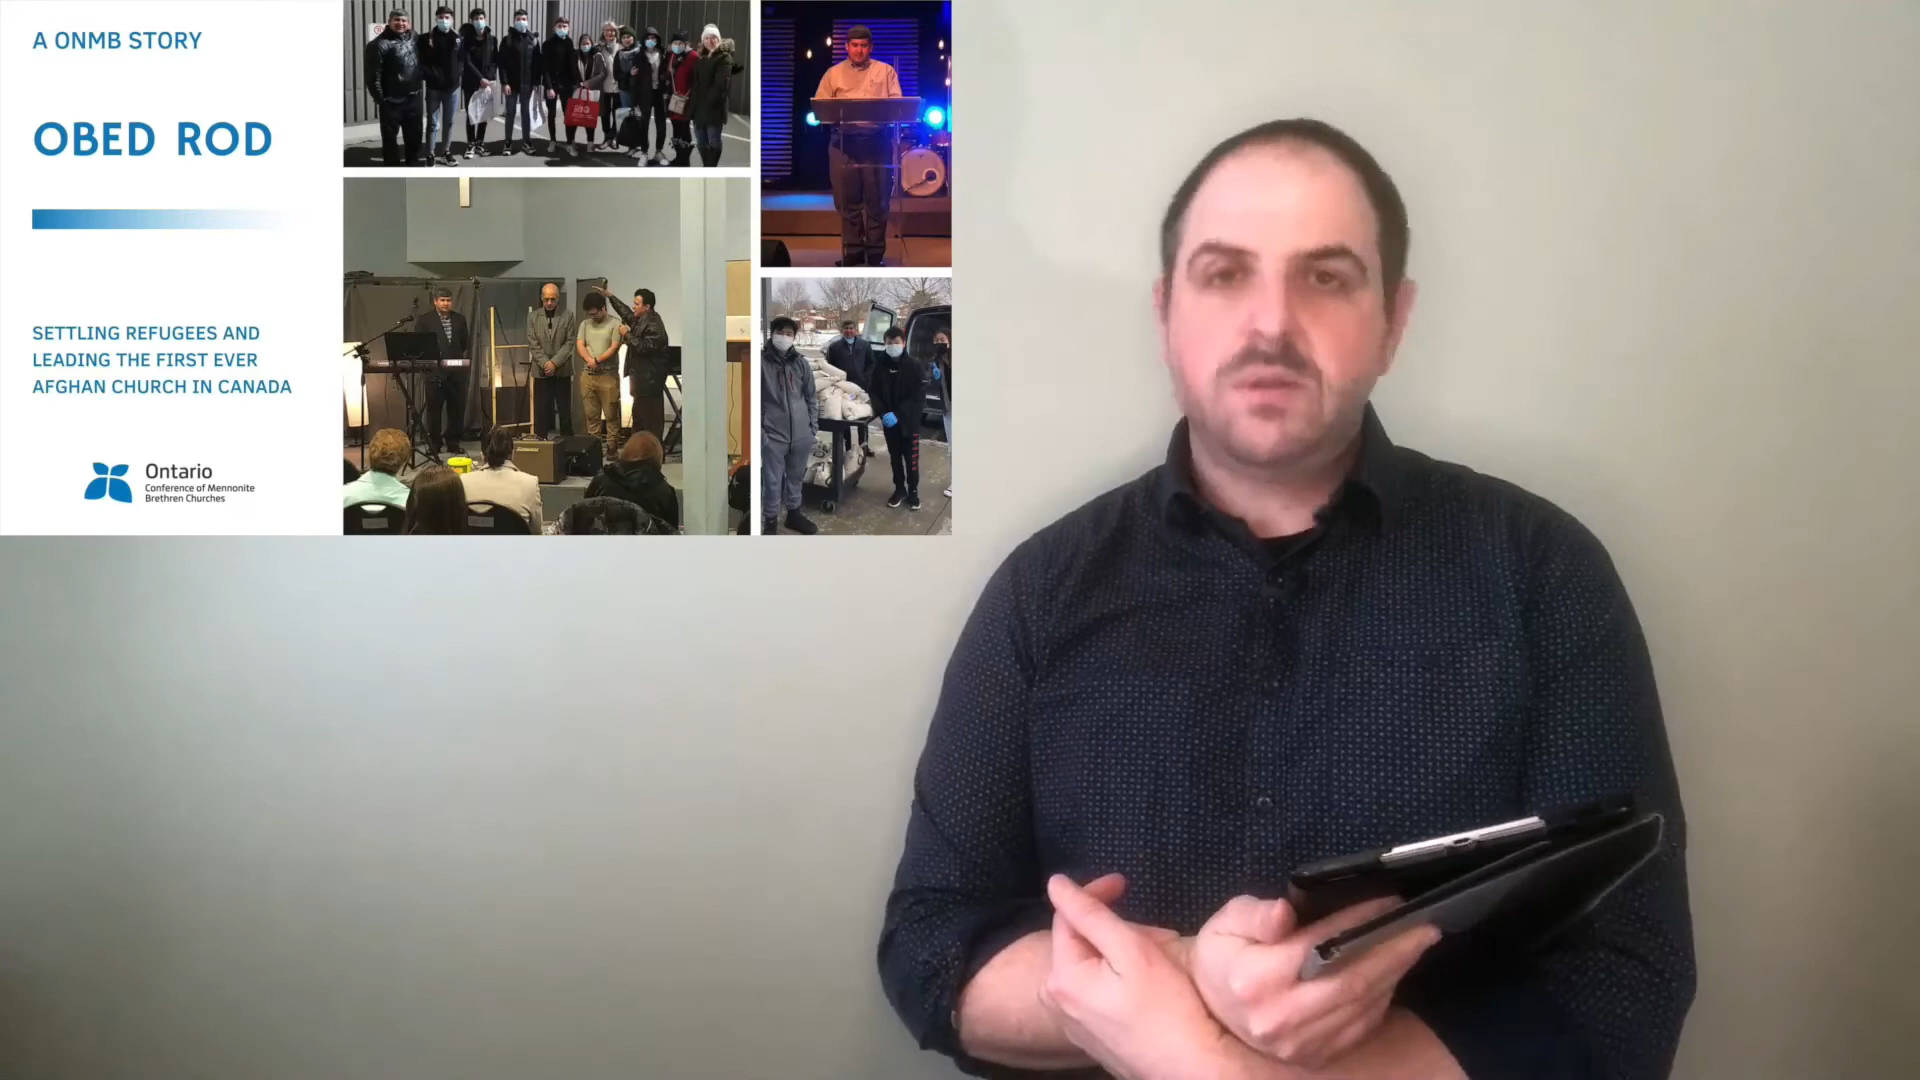 A ONMB STORY
OBED ROD
SETTLING REFUGEES AND
LEADING THE FIRST EVER
AFGHAN CHURCH IN CANADA
Ontario
Conference of Mennonite
Brethren Churches
KORG